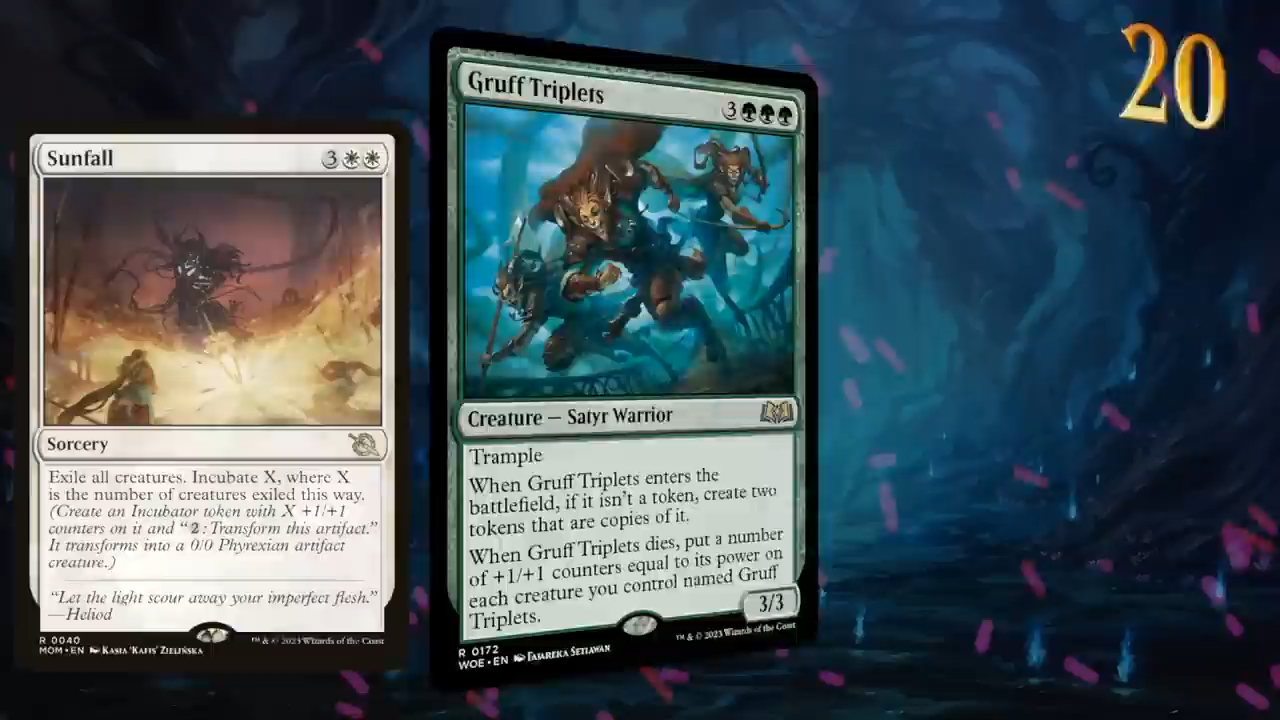 20
Sunfall
3
Sorcery
Exile all creatures. Incubate X, where X
is the number of creatures exiled this way.
(Create an Incubator token with X +1/+1
counters on it and “2: Transform this artifact.”
It transforms into a 0/0 Phyrexian artifact
creature.)
“Let the light scour away your imperfect flesh.”
—Heliod
R 0040
MOM • EN KASIA 'KAFIS' ZIELIŃSKA
™ & © 2023 Wizards of the Coast
Gruff Triplets
3
Creature — Satyr Warrior
Trample
When Gruff Triplets enters the
battlefield, if it isn't a token, create two
tokens that are copies of it.
When Gruff Triplets dies, put a number
of +1/+1 counters equal to its power on
each creature you control named Gruff
Triplets.
3/3
R 0172
WOE • EN FAJAREKA SETIAWAN
™ & © 2023 Wizards of the Coast